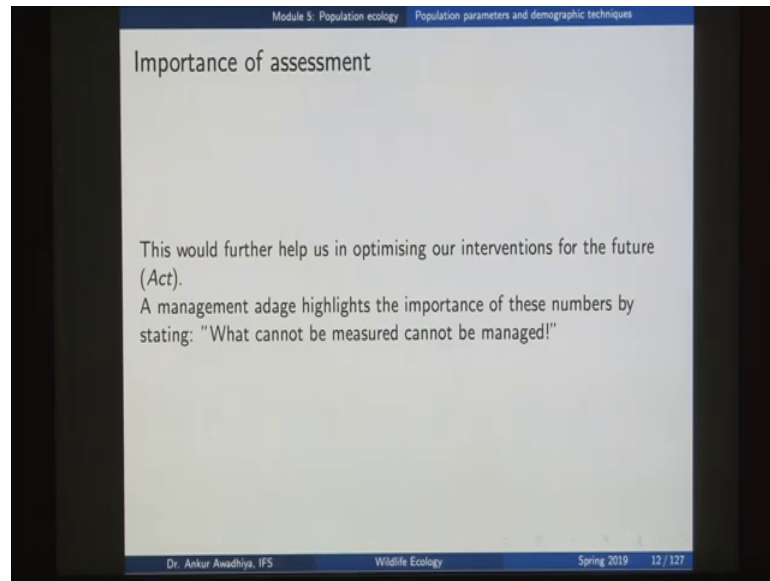 Module 5: Population ecology Population parameters and demographic techniques
Importance of assessment
This would further help us in optimising our interventions for the future
(Act).
A management adage highlights the importance of these numbers by
stating: "What cannot be measured cannot be managed!"
Dr. Ankur Awadhiya, IFS Wildlife Ecology Spring 2019 12/127